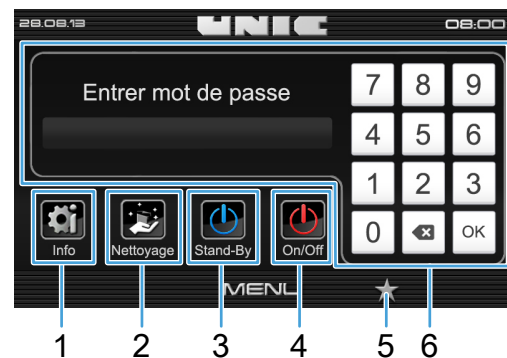 28.08.13 UNIC 08:00
Entrer mot de passe
7 8 9
4 5 6
1 2 3
0 OK
Info Nettoyage Stand-By On/Off
MENU
1 2 3 4 5 6